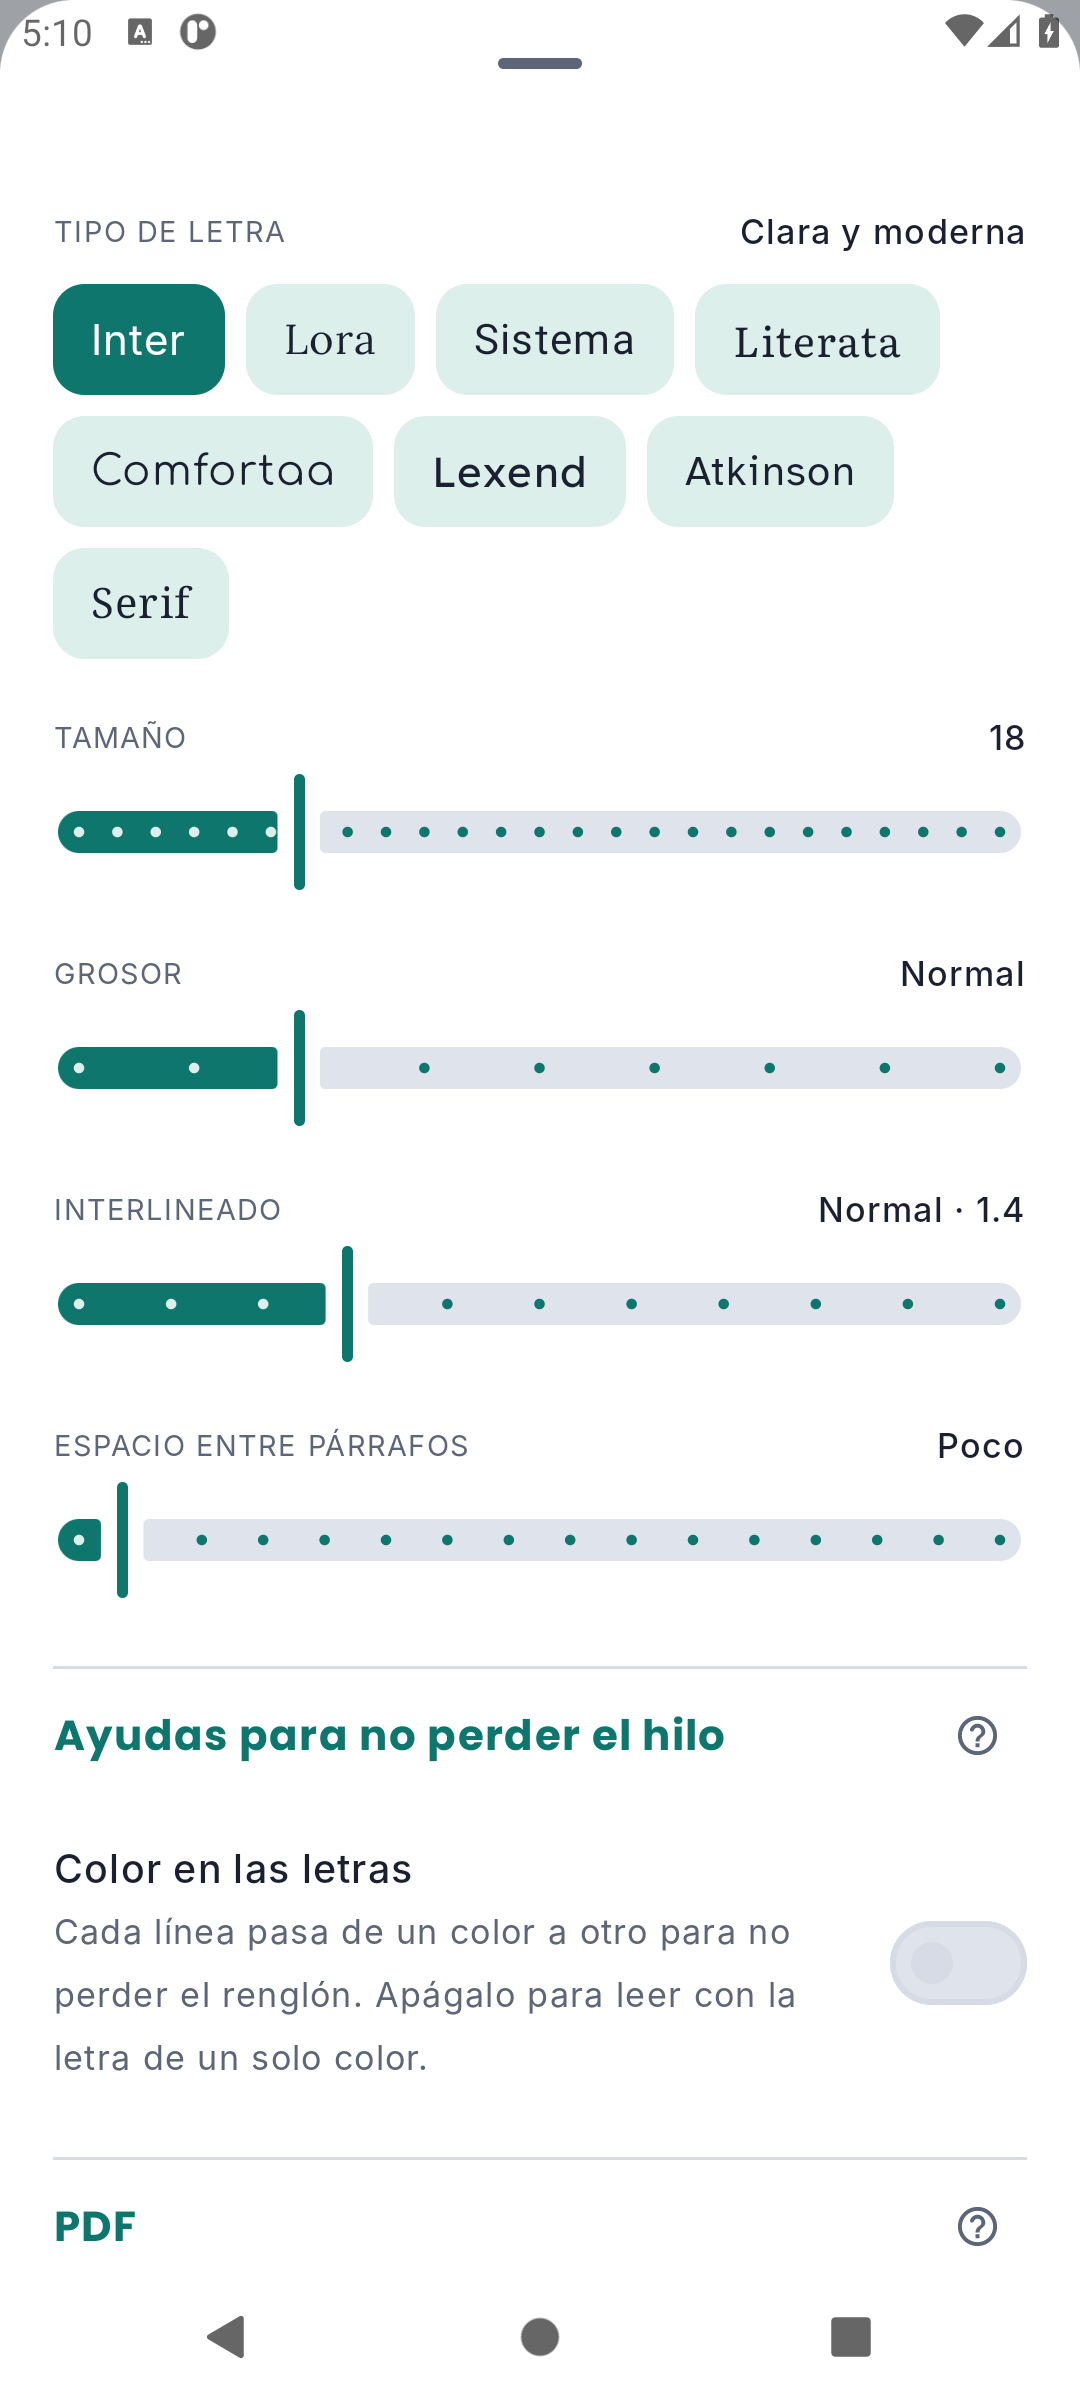 5:10
TIPO DE LETRA
Clara y moderna
Inter
Lora
Sistema
Literata
Comfortaa
Lexend
Atkinson
Serif
TAMAÑO
18
GROSOR
Normal
INTERLINEADO
Normal · 1.4
ESPACIO ENTRE PÁRRAFOS
Poco
Ayudas para no perder el hilo
Color en las letras
Cada línea pasa de un color a otro para no
perder el renglón. Apágalo para leer con la
letra de un solo color.
PDF